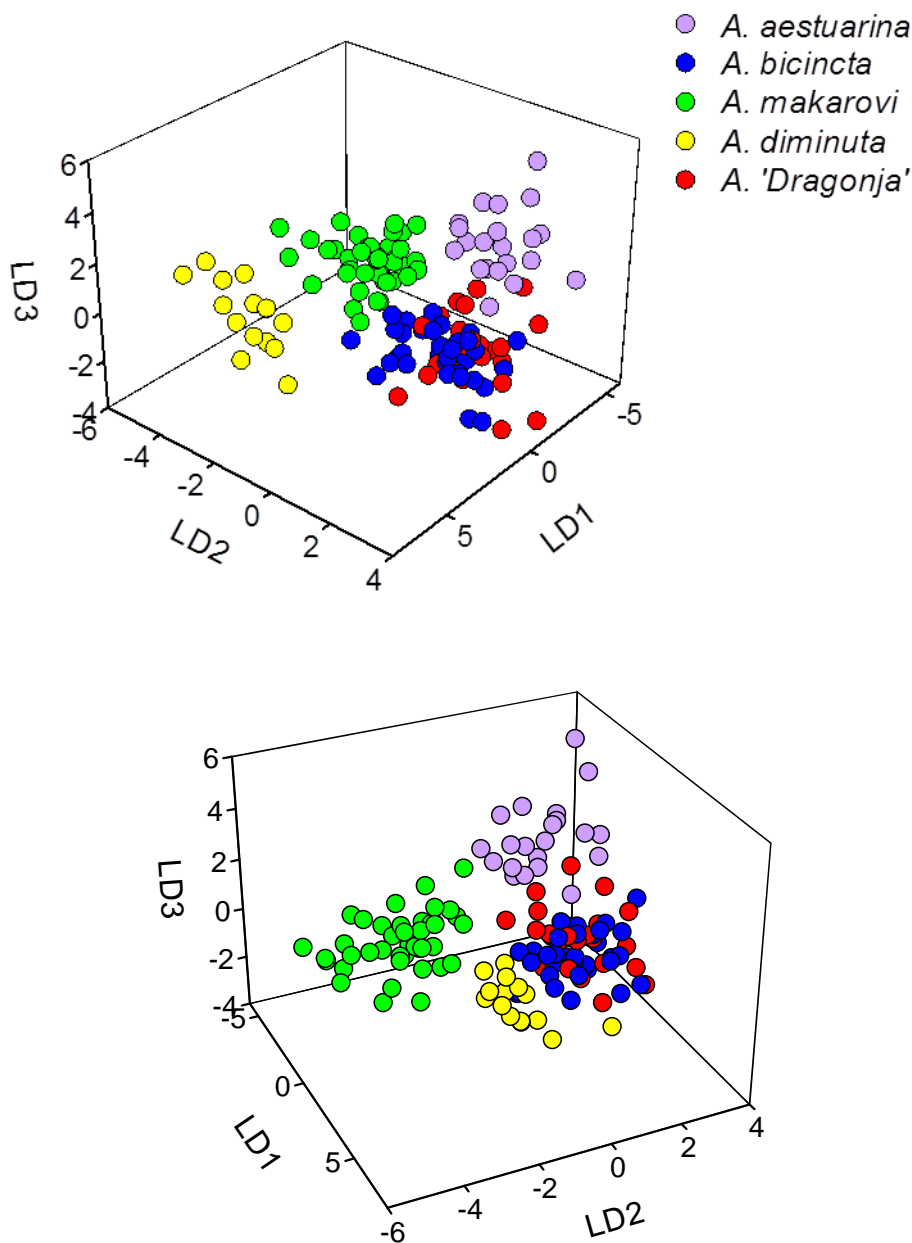 A. aestuarina
A. bicincta
A. makarovi
A. diminuta
A. 'Dragonja'
6
4
2
0
-2
-4
LD3
-6
-4
-2
0
2
4
LD2
-5
0
5
LD1
6
4
2
0
-2
-4
LD3
-5
0
5
LD1
-6
-4
-2
0
2
4
LD2